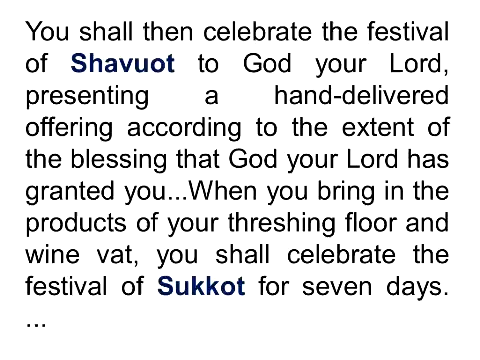 You shall then celebrate the festival
of Shavuot to God your Lord,
presenting a hand-delivered
offering according to the extent of
the blessing that God your Lord has
granted you...When you bring in the
products of your threshing floor and
wine vat, you shall celebrate the
festival of Sukkot for seven days.
...